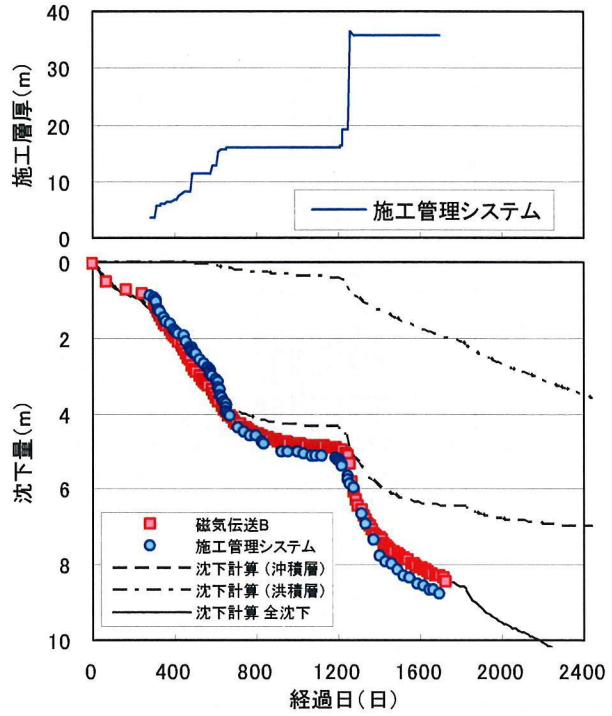 40
30
20
10
0
施工層厚(m)
施工管理システム
0
2
4
6
8
10
沈下量(m)
磁気伝送B
施工管理システム
沈下計算(沖積層)
沈下計算(洪積層)
沈下計算 全沈下
0 400 800 1200 1600 2000 2400
経過日(日)